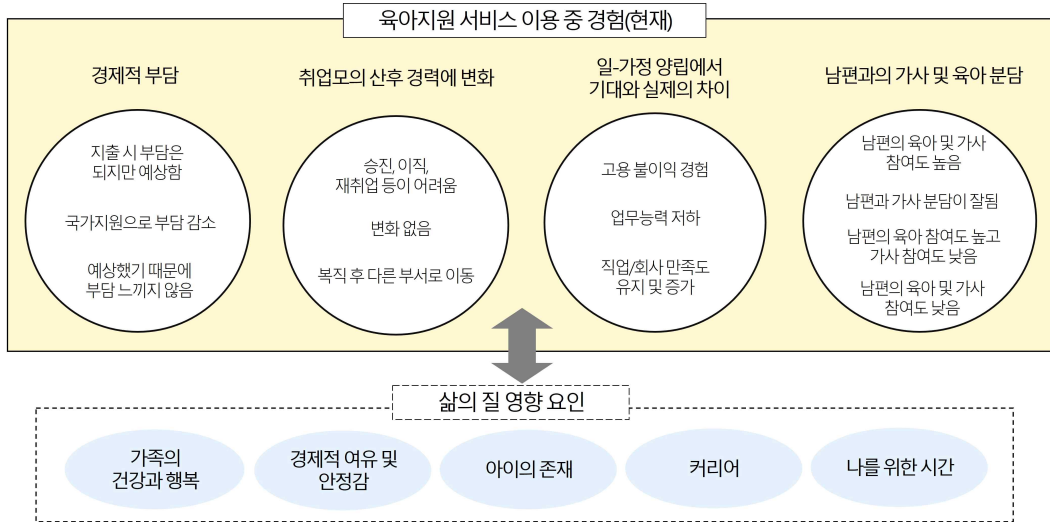 육아지원 서비스 이용 중 경험(현재)
경제적 부담
지출 시 부담은
되지만 예상함
국가지원으로 부담 감소
예상했기 때문에
부담 느끼지 않음
취업모의 산후 경력에 변화
승진, 이직,
재취업 등이 어려움
변화 없음
복직 후 다른 부서로 이동
일-가정 양립에서
기대와 실제의 차이
고용 불이익 경험
업무능력 저하
직업/회사 만족도
유지 및 증가
남편과의 가사 및 육아 분담
남편의 육아 및 가사
참여도 높음
남편과 가사 분담이 잘됨
남편의 육아 참여도 높고
가사 참여도 낮음
남편의 육아 및 가사
참여도 낮음
삶의 질 영향 요인
가족의
건강과 행복
경제적 여유 및
안정감
아이의 존재
커리어
나를 위한 시간